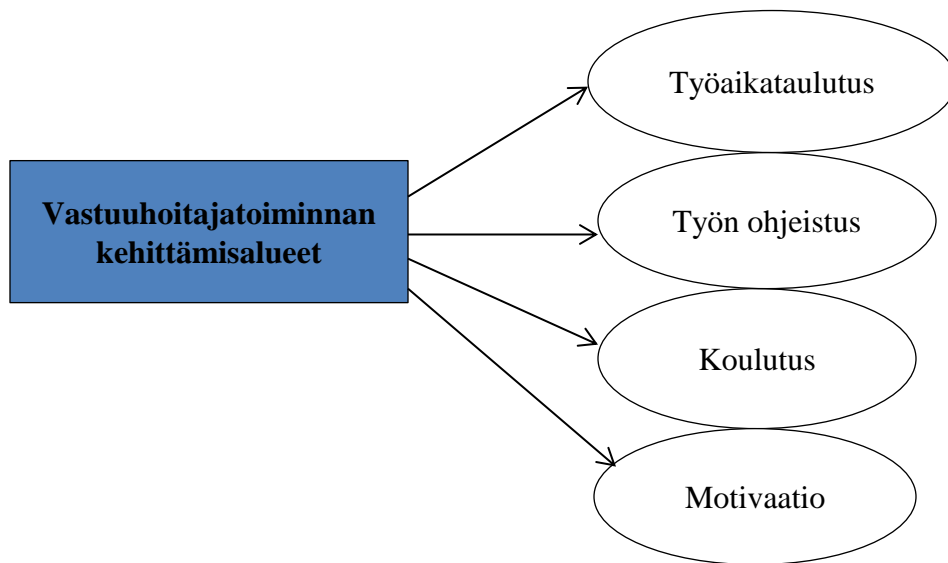 Vastuuhoitajatoiminnan
kehittämisalueet
Työaikataulutus
Työn ohjeistus
Koulutus
Motivaatio